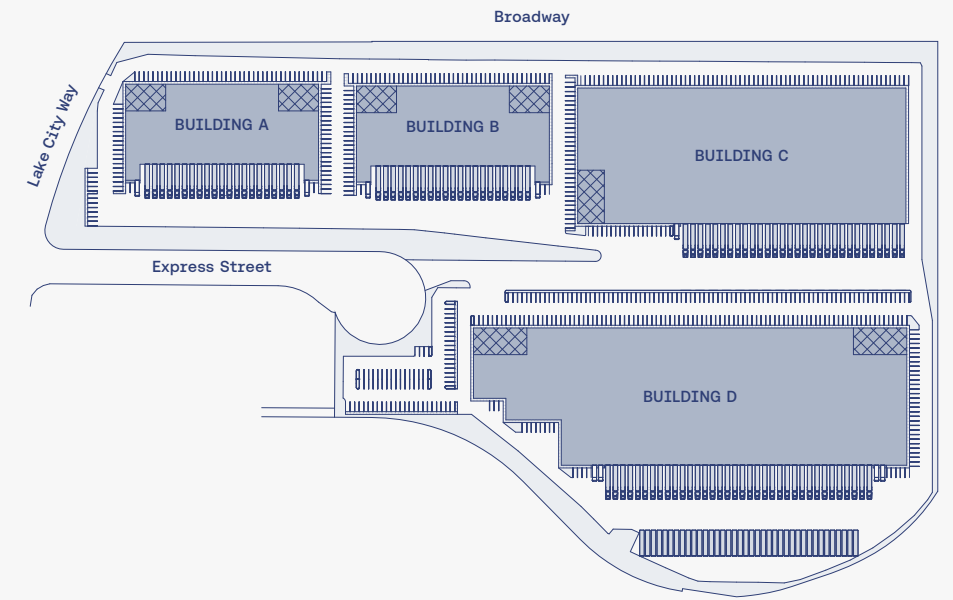 Broadway
Lake City Way
BUILDING A
BUILDING B
BUILDING C
Express Street
BUILDING D